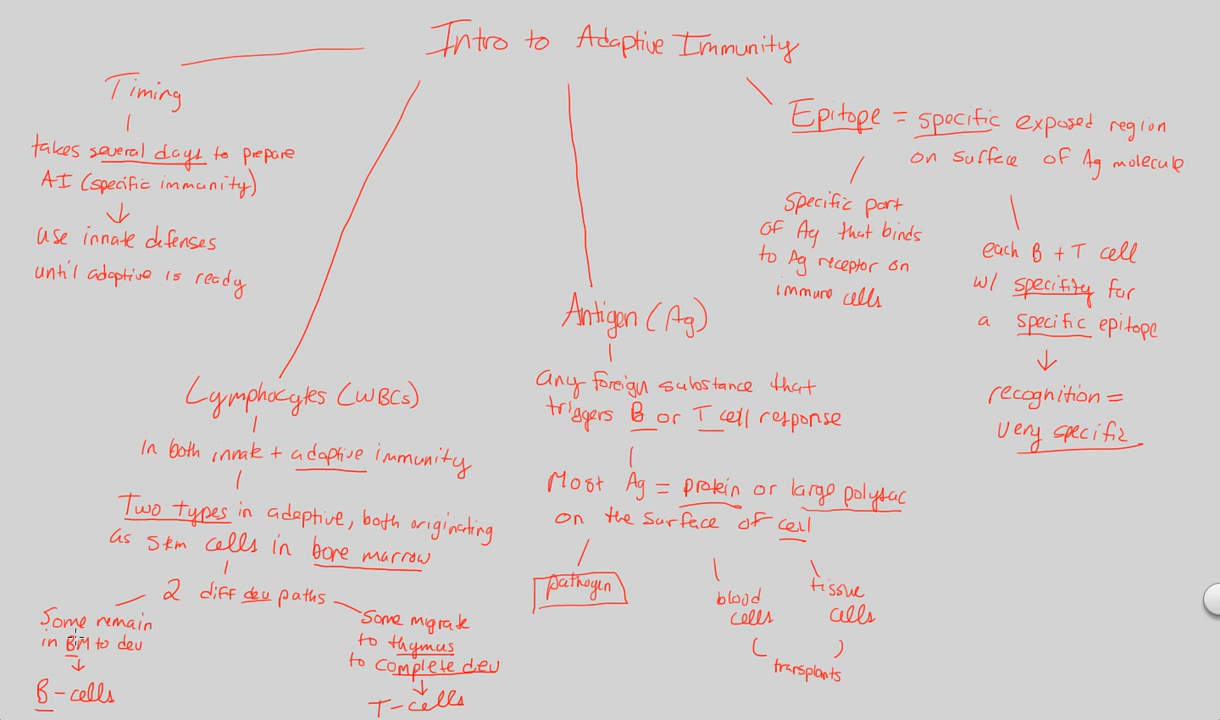 Intro to Adaptive Immunity
Timing
takes several days to prepare
AI (specific immunity)
use innate defenses
until adaptive is ready
Lymphocytes (WBCs)
in both innate + adaptive immunity
Two types in adaptive, both originating
as stem cells in bone marrow
2 diff dev paths
Some remain
in BM to dev
B-cells
Some migrate
to thymus
to complete dev
T-cells
Antigen (Ag)
any foreign substance that
triggers B or T cell response
Most Ag = protein or large polysac
on the surface of cell
pathogen
blood
cells
tissue
cells
( )
transplants
Epitope = specific exposed region
on surface of Ag molecule
specific part
of Ag that binds
to Ag receptor on
immune cells
each B + T cell
w/ specifity for
a specific epitope
recognition =
very specific